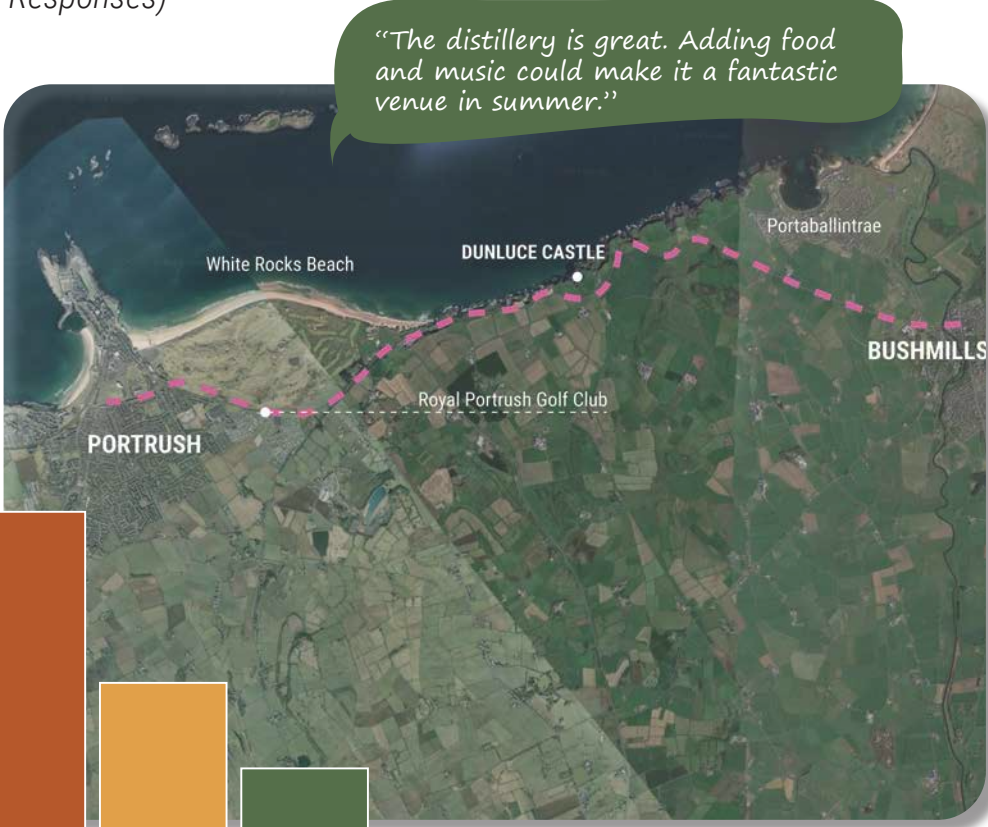 Responses)
“The distillery is great. Adding food
and music could make it a fantastic
venue in summer.”
Portaballintrae
DUNLUCE CASTLE
White Rocks Beach
BUSHMILLS
Royal Portrush Golf Club
PORTRUSH